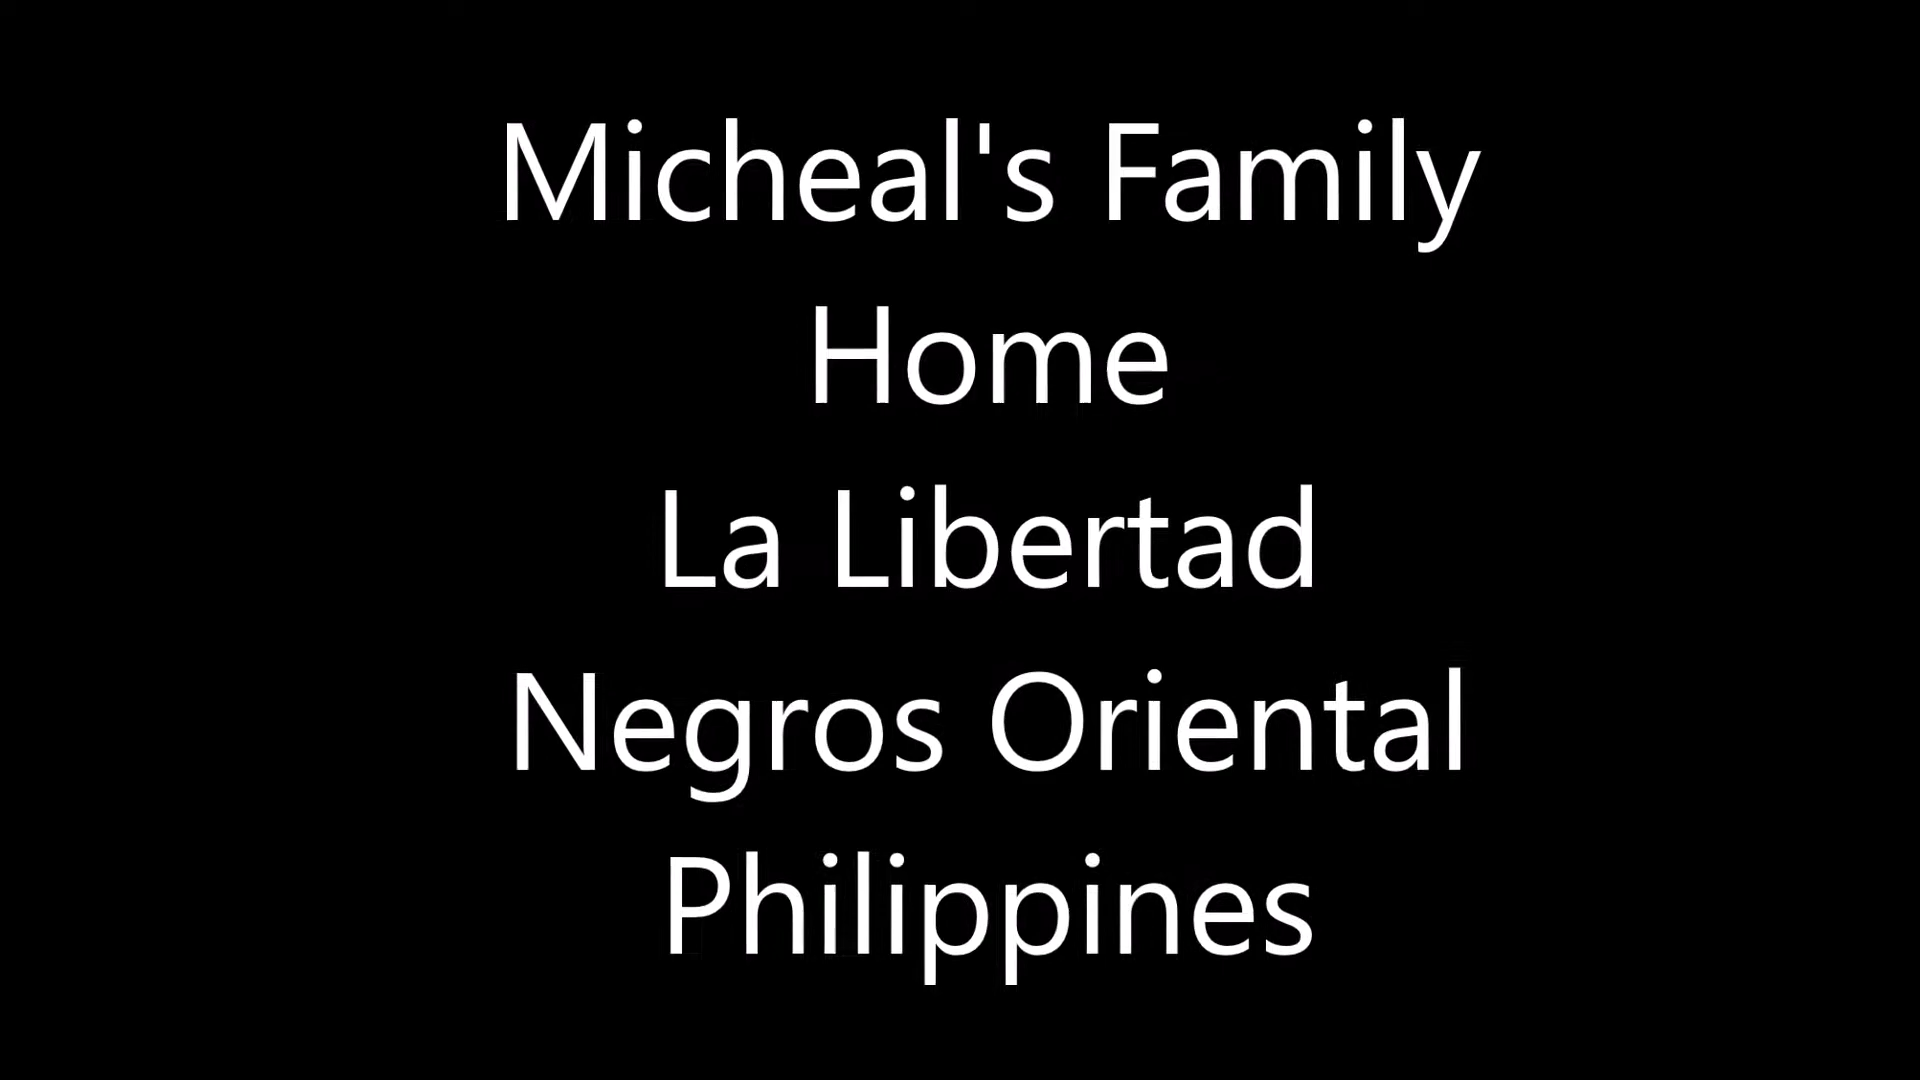 Micheal's Family
Home
La Libertad
Negros Oriental
Philippines